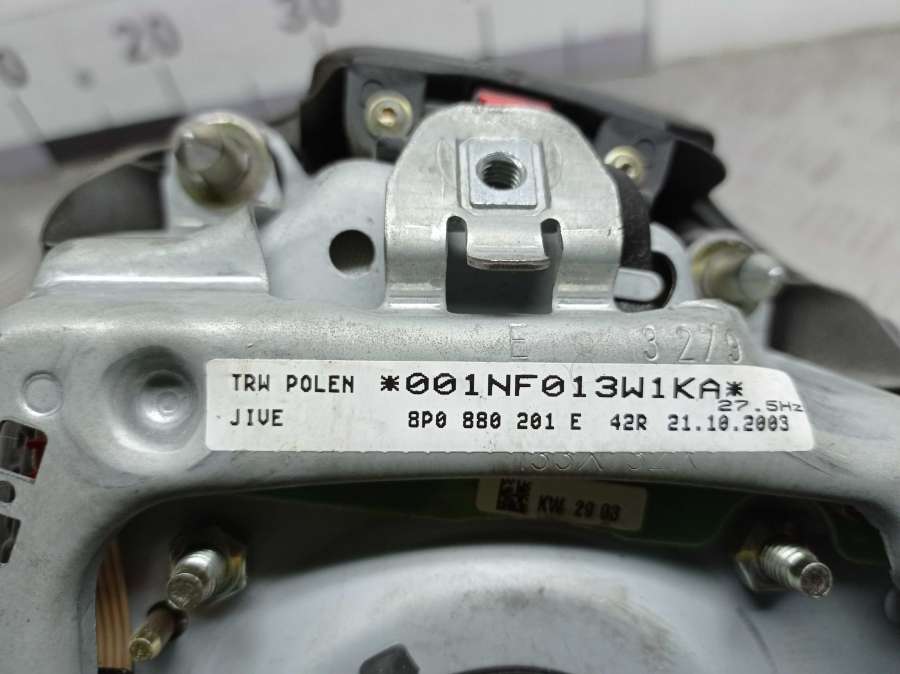 0 20 30
E 3279
TRW POLEN *001NF013W1KA*
27.5Hz
JIVE 8P0 880 201 E 42R 21.10.2003
KW 29 03